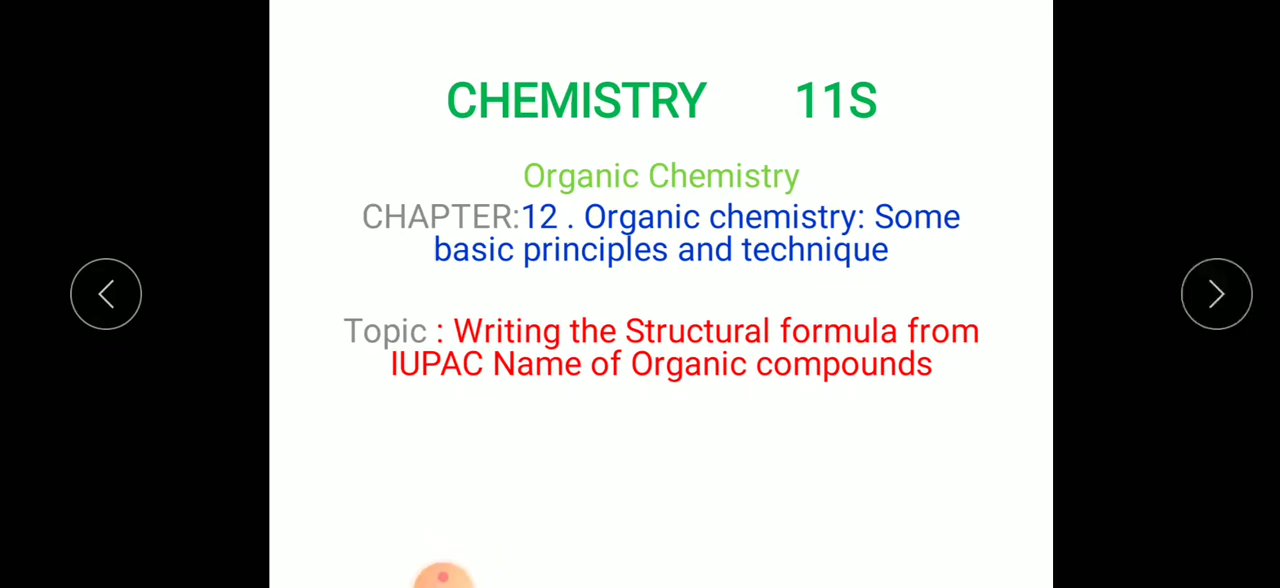 CHEMISTRY 11S
Organic Chemistry
CHAPTER:12 . Organic chemistry: Some
basic principles and technique
Topic : Writing the Structural formula from
IUPAC Name of Organic compounds